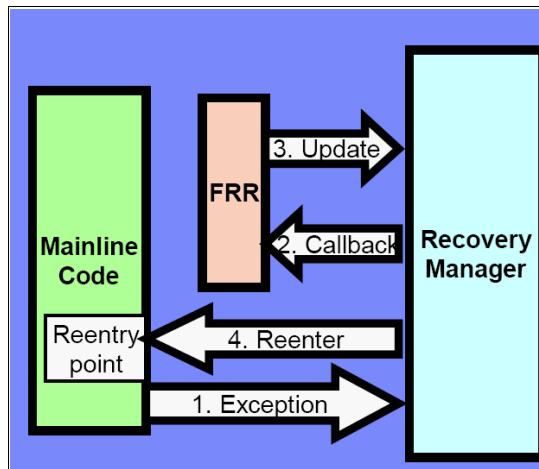 3. Update
FRR
2. Callback
Mainline
Code
Recovery
Manager
Reentry
point
4. Reenter
1. Exception